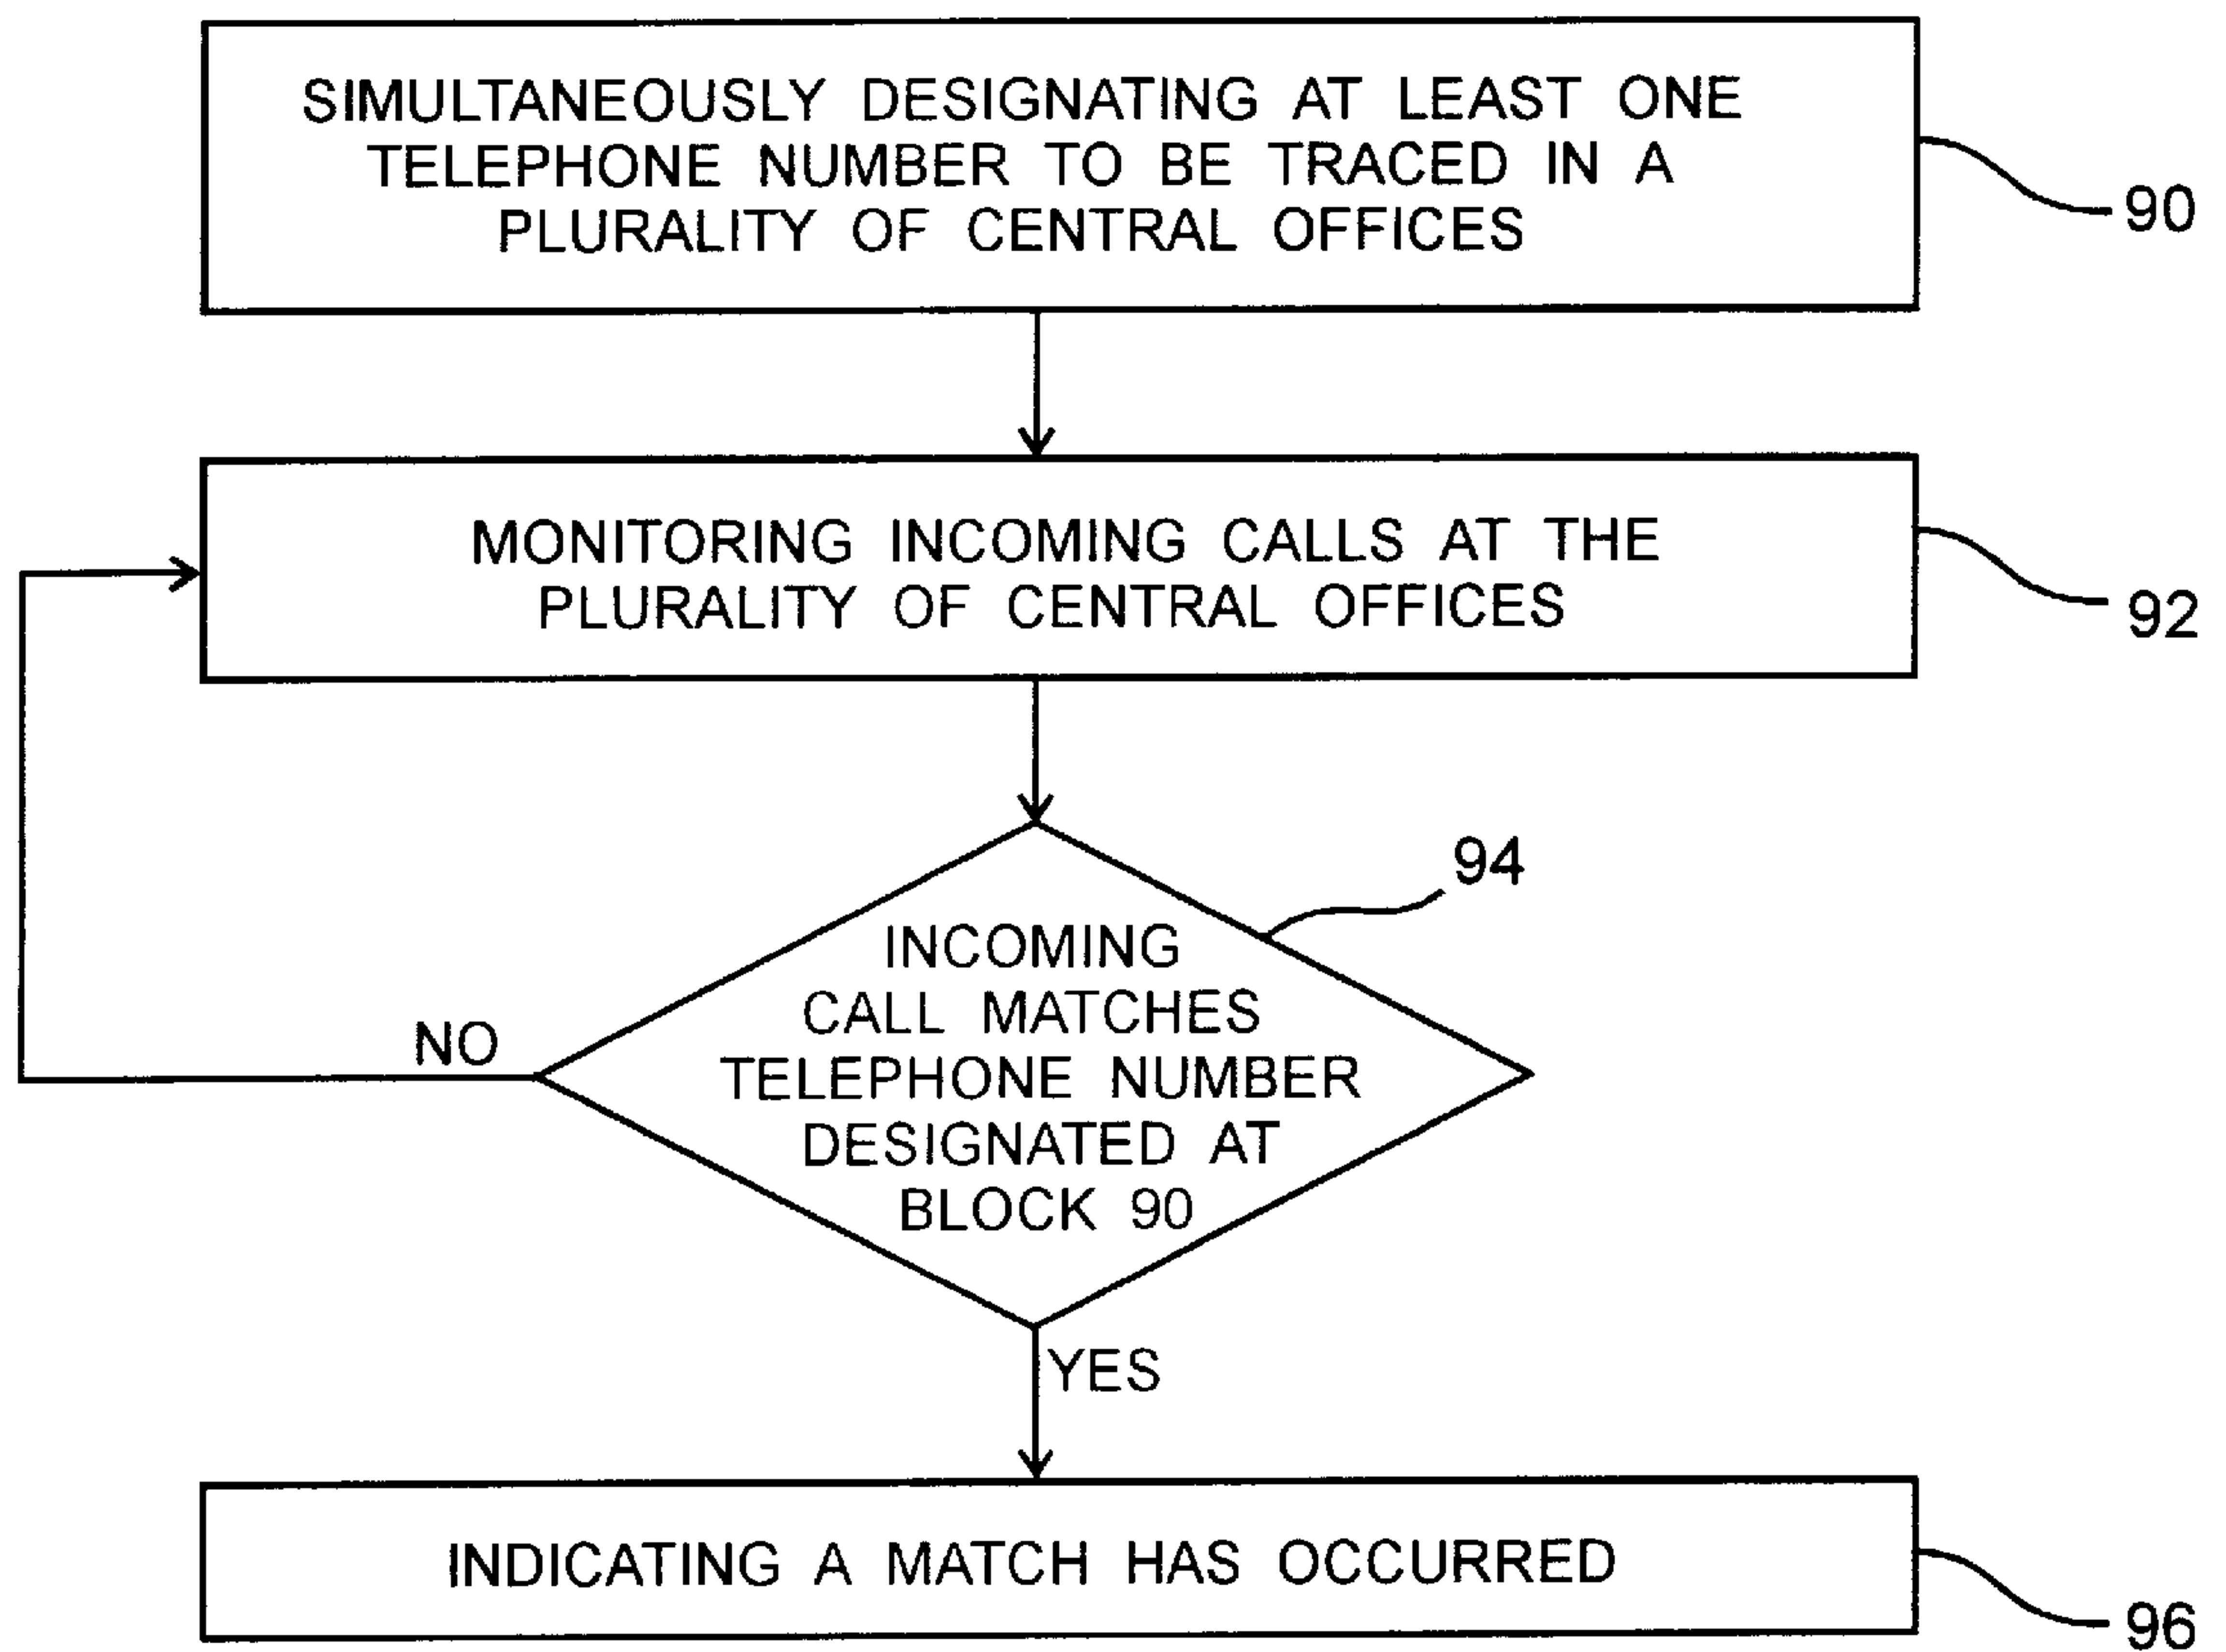 SIMULTANEOUSLY DESIGNATING AT LEAST ONE
TELEPHONE NUMBER TO BE TRACED IN A
PLURALITY OF CENTRAL OFFICES
90
MONITORING INCOMING CALLS AT THE
PLURALITY OF CENTRAL OFFICES
92
94
INCOMING
CALL MATCHES
TELEPHONE NUMBER
DESIGNATED AT
BLOCK 90
NO
YES
INDICATING A MATCH HAS OCCURRED
96